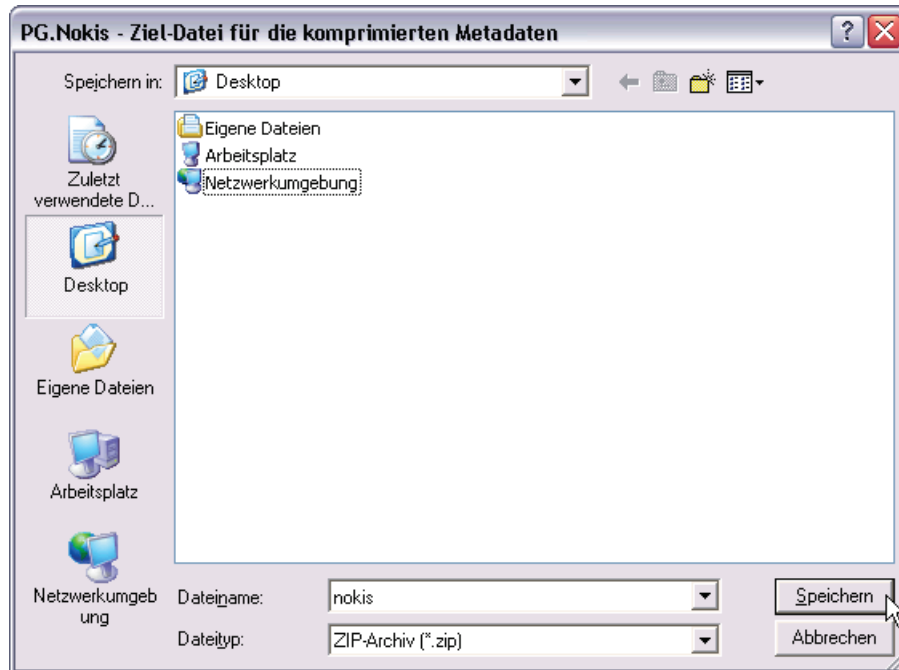 PG.Nokis - Ziel-Datei für die komprimierten Metadaten
Speichern in:
Desktop
Zuletzt
verwendete D...
Desktop
Eigene Dateien
Arbeitsplatz
Netzwerkumgeb
ung
Eigene Dateien
Arbeitsplatz
Netzwerkumgebung
Dateiname:
nokis
Speichern
Dateityp:
ZIP-Archiv (*.zip)
Abbrechen